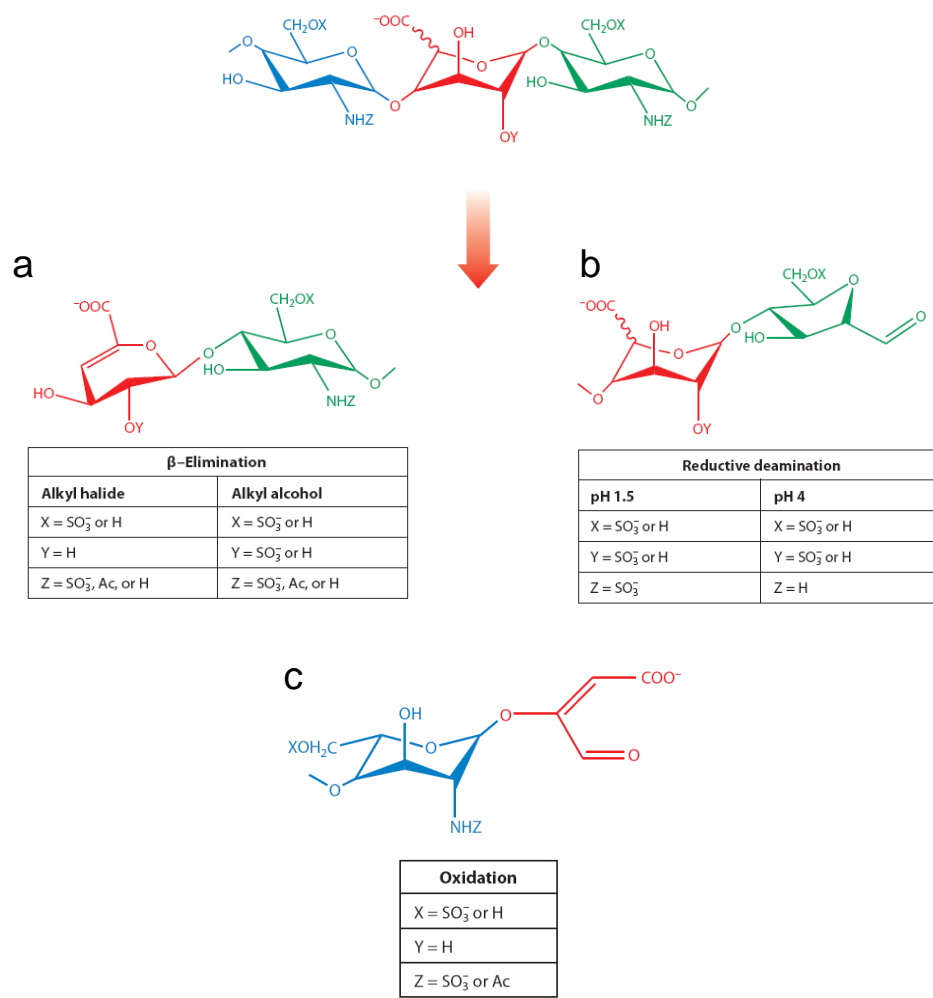 CH₂OX
⁻OOC
OH
CH₂OX
O
O
O
O
O
HO
HO
O
O
NHZ
NHZ
OY
a
b
⁻OOC
CH₂OX
O
O
O
HO
HO
O
NHZ
OY
CH₂OX
O
⁻OOC
OH
O
O
HO
O
O
OY
β–Elimination
Alkyl halide Alkyl alcohol
X = SO₃⁻ or H X = SO₃⁻ or H
Y = H Y = SO₃⁻ or H
Z = SO₃⁻, Ac, or H Z = SO₃⁻, Ac, or H
Reductive deamination
pH 1.5 pH 4
X = SO₃⁻ or H X = SO₃⁻ or H
Y = SO₃⁻ or H Y = SO₃⁻ or H
Z = SO₃⁻ Z = H
c
COO⁻
OH
O
XOH₂C
O
O
O
NHZ
Oxidation
X = SO₃⁻ or H
Y = H
Z = SO₃⁻ or Ac